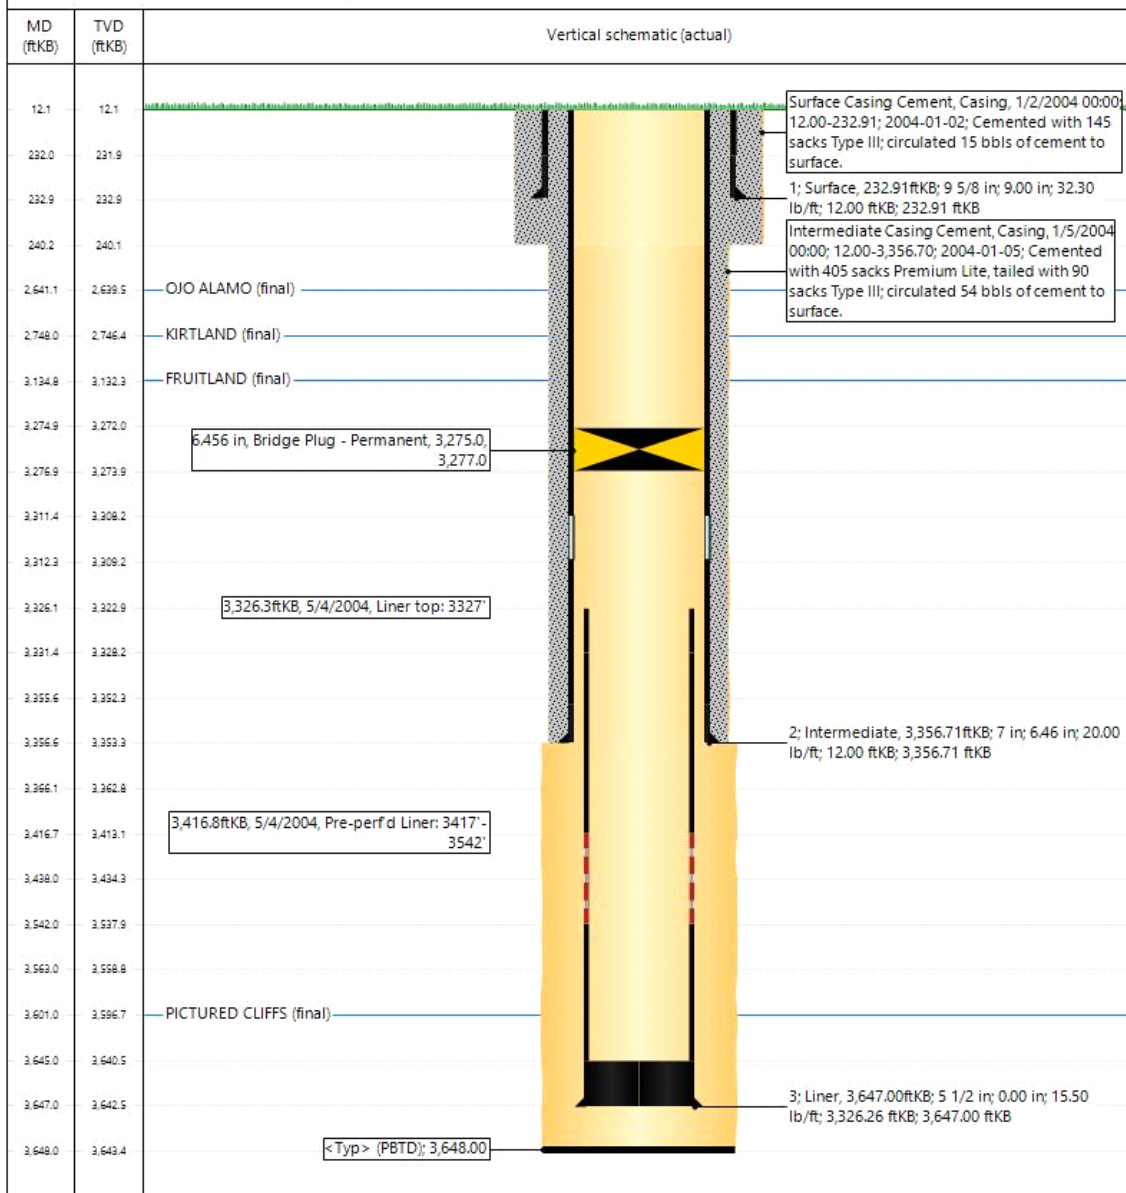 MD
(ftKB)
TVD
(ftKB)
Vertical schematic (actual)
12.1 12.1
Surface Casing Cement, Casing, 1/2/2004 00:00;
12.00-232.91; 2004-01-02; Cemented with 145
sacks Type III; circulated 15 bbls of cement to
surface.
232.0 231.9
1; Surface, 232.91ftKB; 9 5/8 in; 9.00 in; 32.30
lb/ft; 12.00 ftKB; 232.91 ftKB
232.9 232.9
Intermediate Casing Cement, Casing, 1/5/2004
00:00; 12.00-3,356.70; 2004-01-05; Cemented
with 405 sacks Premium Lite, tailed with 90
sacks Type III; circulated 54 bbls of cement to
surface.
240.2 240.1
2,641.1 2,639.5 OJO ALAMO (final)
2,748.0 2,746.4 KIRTLAND (final)
3,134.8 3,132.3 FRUITLAND (final)
3,274.9 3,272.0
6.456 in, Bridge Plug - Permanent, 3,275.0,
3,277.0
3,276.9 3,273.9
3,311.4 3,308.2
3,312.3 3,309.2
3,326.1 3,322.9 3,326.3ftKB, 5/4/2004, Liner top: 3327'
3,331.4 3,328.2
3,355.6 3,352.3
2; Intermediate, 3,356.71ftKB; 7 in; 6.46 in; 20.00
lb/ft; 12.00 ftKB; 3,356.71 ftKB
3,356.6 3,353.3
3,366.1 3,362.8
3,416.8ftKB, 5/4/2004, Pre-perf'd Liner: 3417'-
3542'
3,416.7 3,413.1
3,438.0 3,434.3
3,542.0 3,537.9
3,563.0 3,558.8
3,601.0 3,596.7 PICTURED CLIFFS (final)
3,645.0 3,640.5
3; Liner, 3,647.00ftKB; 5 1/2 in; 0.00 in; 15.50
lb/ft; 3,326.26 ftKB; 3,647.00 ftKB
3,647.0 3,642.5
3,648.0 3,643.4 <Typ> (PBTD); 3,648.00